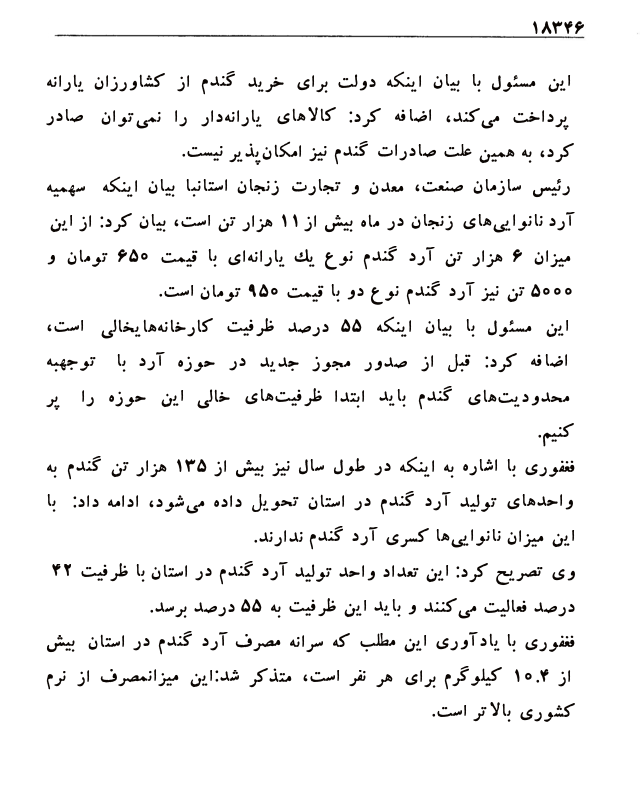 ۱۸۳۴۶
این مسئول با بیان اینکه دولت برای خرید گندم از کشاورزان یارانه
پرداخت می‌کند، اضافه کرد: کالاهای یارانه‌دار را نمی‌توان صادر
کرد، به همین علت صادرات گندم نیز امکان‌پذیر نیست.
رئیس سازمان صنعت، معدن و تجارت زنجان استانبا بیان اینکه سهمیه
آرد نانوایی‌های زنجان در ماه بیش از ۱۱ هزار تن است، بیان کرد: از این
میزان ۶ هزار تن آرد گندم نوع یك یارانه‌ای با قیمت ۶۵۰ تومان و
۵۰۰۰ تن نیز آرد گندم نوع دو با قیمت ۹۵۰ تومان است.
این مسئول با بیان اینکه ۵۵ درصد ظرفیت کارخانه‌هایخالی است،
اضافه کرد: قبل از صدور مجوز جدید در حوزه آرد با توجهبه
محدودیت‌های گندم باید ابتدا ظرفیت‌های خالی این حوزه را پر
کنیم.
فغفوری با اشاره به اینکه در طول سال نیز بیش از ۱۳۵ هزار تن گندم به
واحدهای تولید آرد گندم در استان تحویل داده می‌شود، ادامه داد: با
این میزان نانوایی‌ها کسری آرد گندم ندارند.
وی تصریح کرد: این تعداد واحد تولید آرد گندم در استان با ظرفیت ۴۲
درصد فعالیت می‌کنند و باید این ظرفیت به ۵۵ درصد برسد.
فغفوری با یادآوری این مطلب که سرانه مصرف آرد گندم در استان بیش
از ۱۰.۴ کیلوگرم برای هر نفر است، متذکر شد:این میزانمصرف از نرم
کشوری بالاتر است.